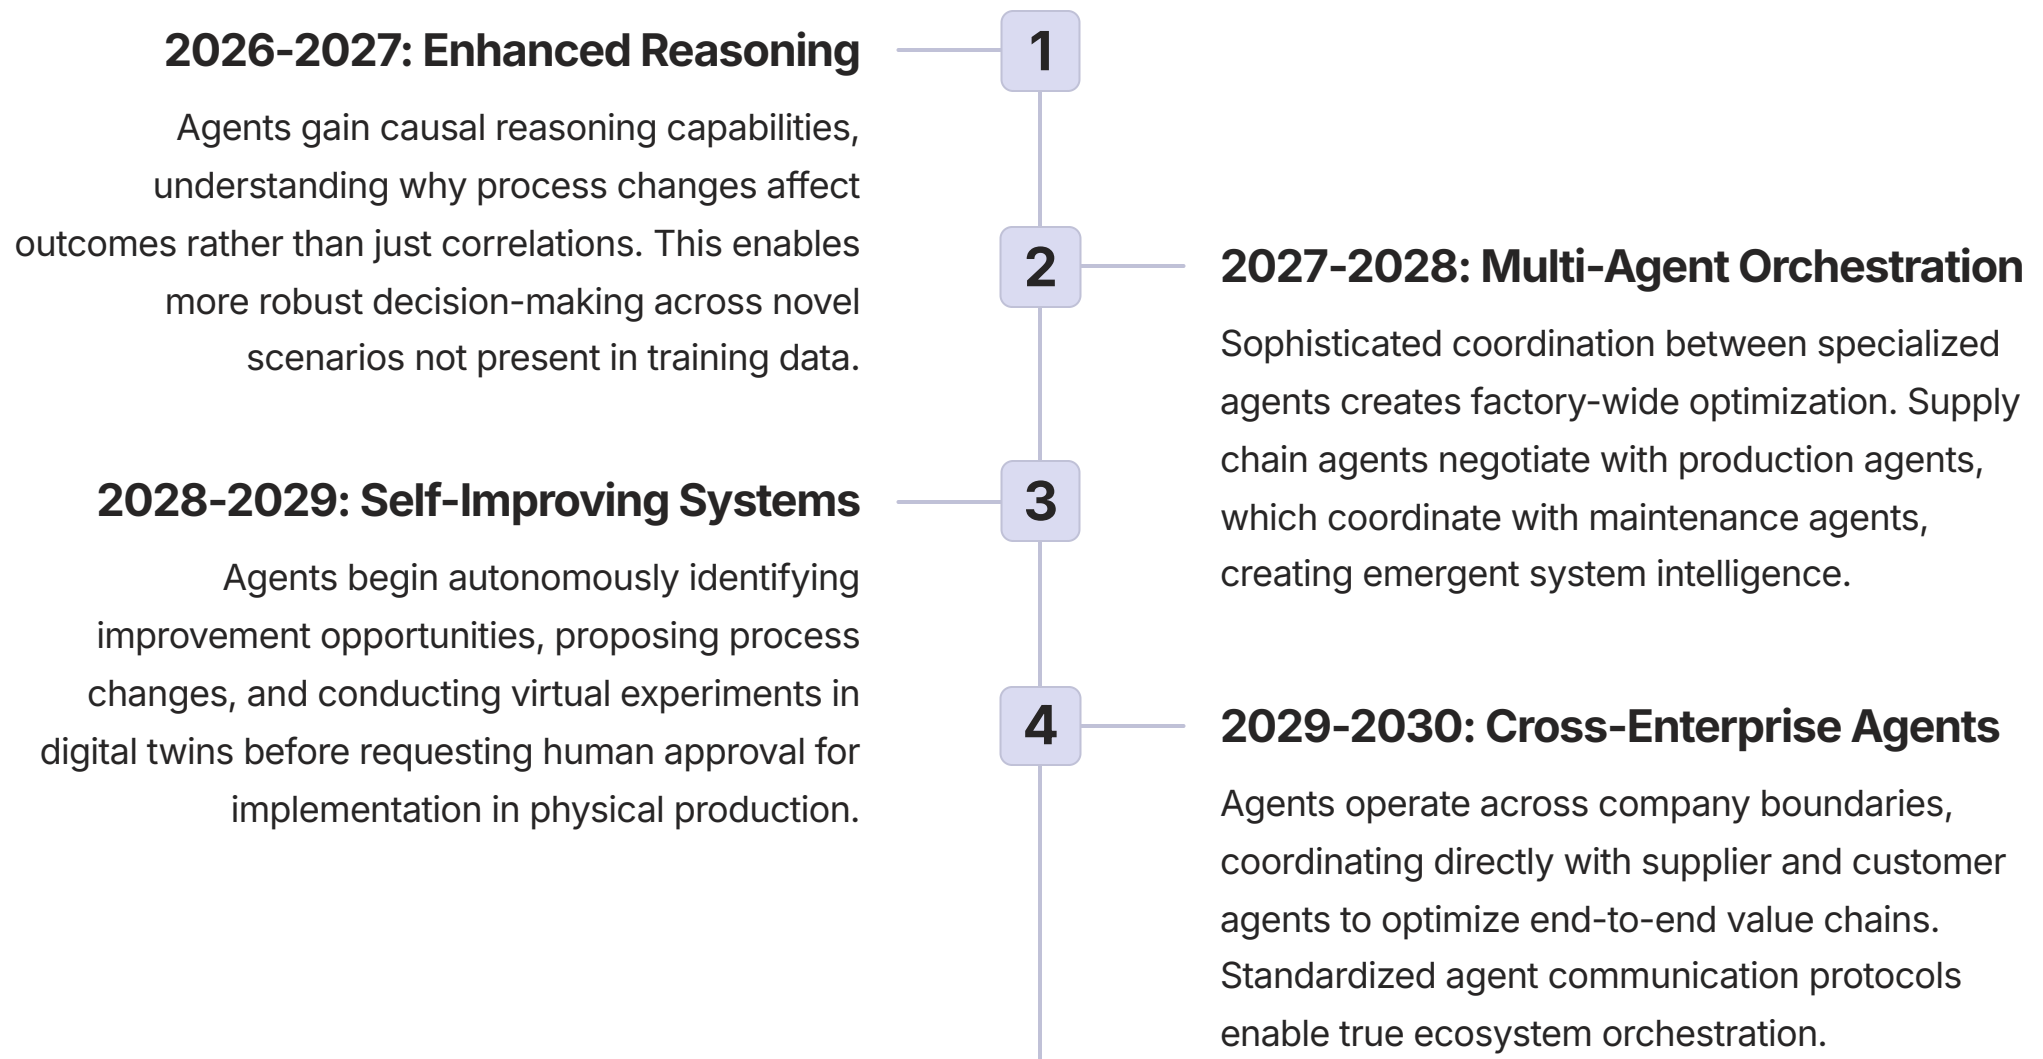 2026-2027: Enhanced Reasoning
1
Agents gain causal reasoning capabilities,
understanding why process changes affect
outcomes rather than just correlations. This enables
more robust decision-making across novel
scenarios not present in training data.
2
2027-2028: Multi-Agent Orchestration
Sophisticated coordination between specialized
agents creates factory-wide optimization. Supply
chain agents negotiate with production agents,
which coordinate with maintenance agents,
creating emergent system intelligence.
2028-2029: Self-Improving Systems
3
Agents begin autonomously identifying
improvement opportunities, proposing process
changes, and conducting virtual experiments in
digital twins before requesting human approval for
implementation in physical production.
4
2029-2030: Cross-Enterprise Agents
Agents operate across company boundaries,
coordinating directly with supplier and customer
agents to optimize end-to-end value chains.
Standardized agent communication protocols
enable true ecosystem orchestration.